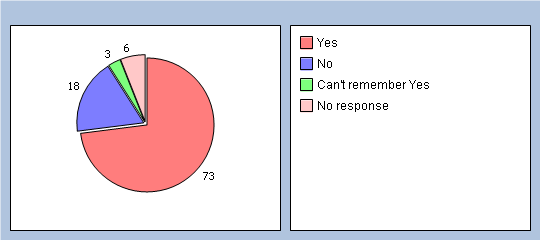 3
6
18
73
Yes
No
Can't remember Yes
No response